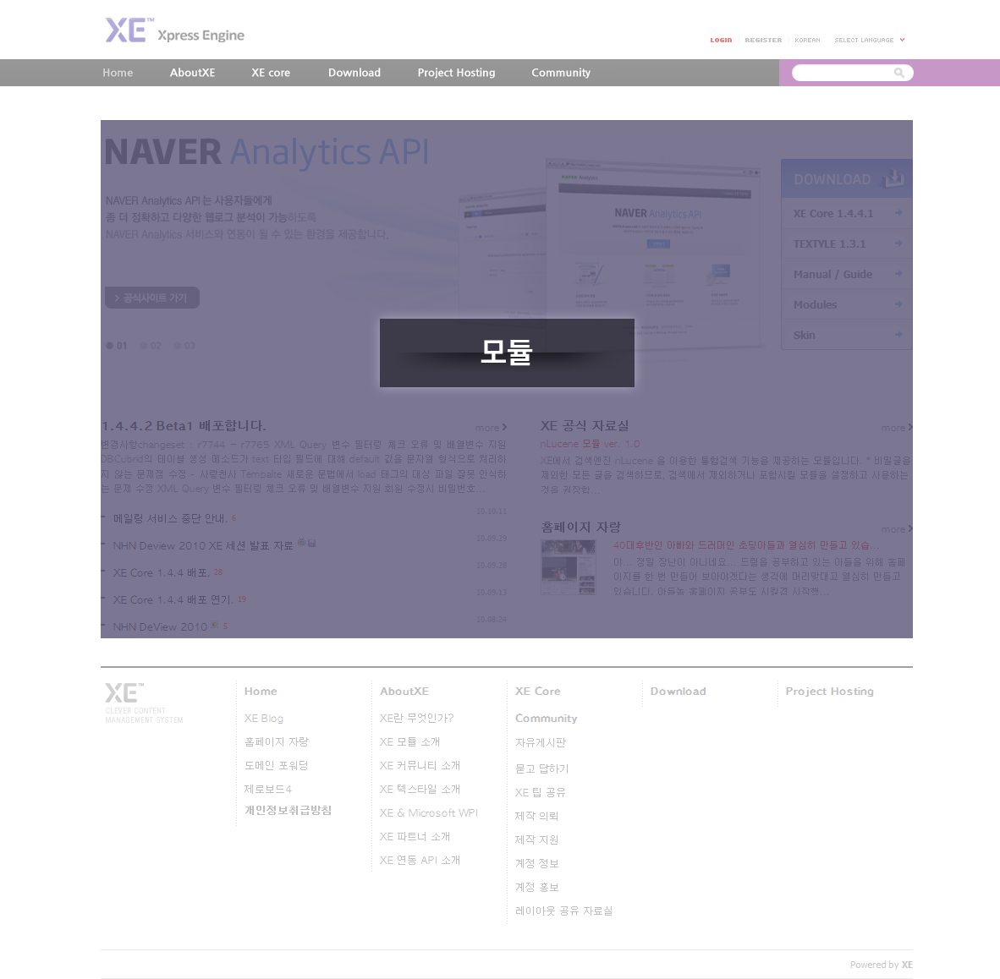 XE™ Xpress Engine
LOGIN REGISTER KOREAN SELECT LANGUAGE
Home AboutXE XE core Download Project Hosting Community
NAVER Analytics API
NAVER Analytics API 는 사용자들에게
좀 더 정확하고 다양한 웹로그 분석이 가능하도록
NAVER Analytics 서비스와 연동이 될 수 있는 환경을 제공합니다.
공식사이트 가기
01 02 03
NAVER Analytics
NAVER Analytics API
DOWNLOAD
XE Core 1.4.4.1
TEXTYLE 1.3.1
Manual / Guide
Modules
Skin
모듈
1.4.4.2 Beta1 배포합니다. more
변경사항changeset : r7744 - r7765 XML Query 변수 필터링 체크 오류 및 배열변수 지원
DBCubrid의 테이블 생성 메소드가 text 타입 필드에 대해 default 값을 문자열 형식으로 처리하
지 않는 문제점 수정 - 사랑천사 Tempalte 새로운 문법에서 load 태그의 대상 파일 잘못 인식하
는 문제 수정 XML Query 변수 필터링 체크 오류 및 배열변수 지원 회일 수정시 비밀번호...
메일링 서비스 중단 안내. 6 10.10.11
NHN Deview 2010 XE 세션 발표 자료 10.09.29
XE Core 1.4.4 배포. 28 10.09.28
XE Core 1.4.4 배포 연기. 19 10.09.13
NHN DeView 2010 5 10.08.24
XE 공식 자료실 more
nLucene 모듈 ver. 1.0
XE에서 검색엔진 nLucene 을 이용한 통합검색 기능을 제공하는 모듈입니다. * 비밀글을
제외한 모든 글을 검색하므로, 검색에서 제외하거나 포함시킬 모듈을 설정하고 사용하는
것을 권장합...
홈페이지 자랑 more
40대후반인 아빠와 드러머인 초딩아들과 열심히 만들고 있습...
아... 정말 장난이 아니네요... 드럼을 공부하고 있는 아들을 위해 홈페
이지를 한 번 만들어 보아야겠다는 생각에 머리맞대고 열심히 만들고
있습니다. 아들놈 홈페이지 공부도 시킬겸 시작했...
XE™
CLEVER CONTENT
MANAGEMENT SYSTEM
Home
XE Blog
홈페이지 자랑
도메인 포워딩
제로보드4
개인정보취급방침
AboutXE
XE란 무엇인가?
XE 모듈 소개
XE 커뮤니티 소개
XE 텍스타일 소개
XE & Microsoft WPI
XE 파트너 소개
XE 연동 API 소개
XE Core
Community
자유게시판
묻고 답하기
XE 팁 공유
제작 의뢰
제작 지원
계정 정보
계정 홍보
레이아웃 공유 자료실
Download
Project Hosting
Powered by XE